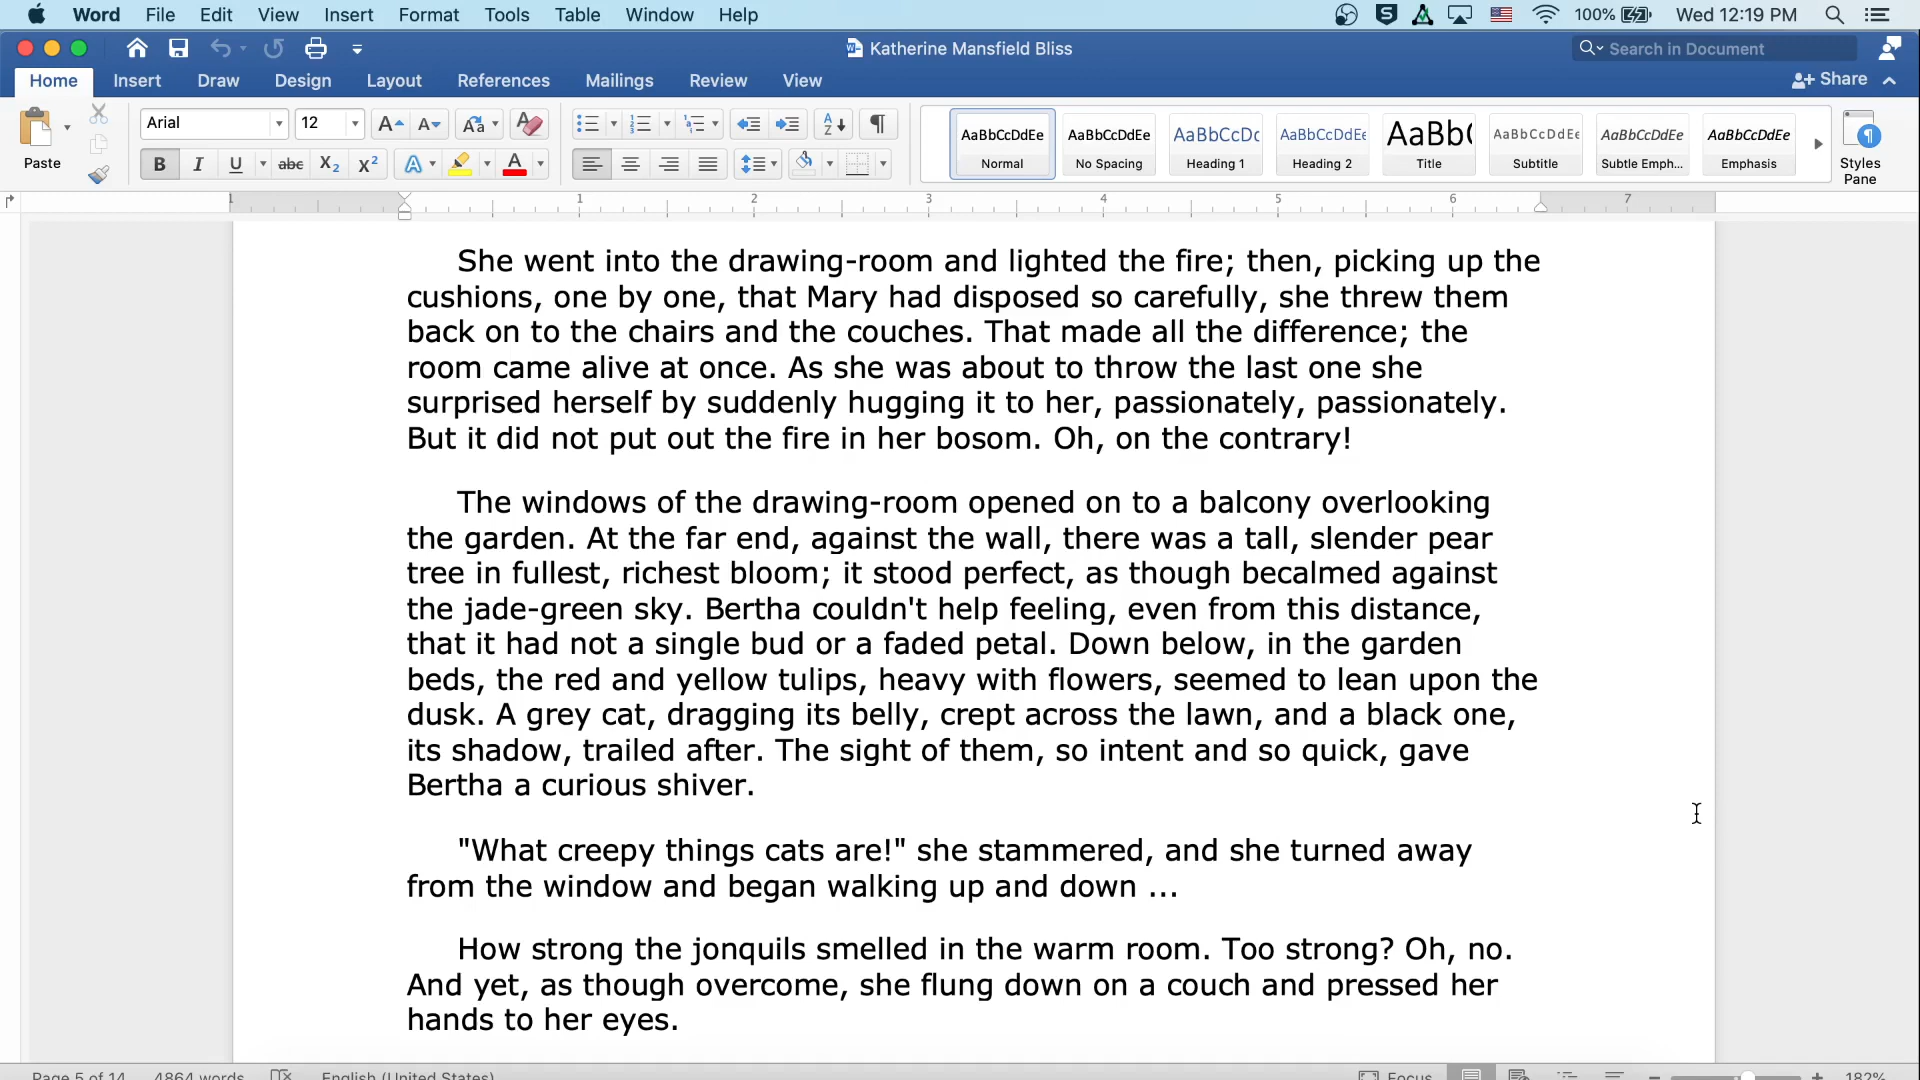 Word File Edit View Insert Format Tools Table Window Help 100% Wed 12:19 PM
Katherine Mansfield Bliss Search in Document
Home Insert Draw Design Layout References Mailings Review View Share
Paste Arial 12 AaBbCcDdEe AaBbCcDdEe AaBbCcDc AaBbCcDdEe AaBb( AaBbCcDdEe AaBbCcDdEe AaBbCcDdEe
B I U abc X₂ X² A A Normal No Spacing Heading 1 Heading 2 Title Subtitle Subtle Emph... Emphasis Styles Pane
1 1 2 3 4 5 6 7
She went into the drawing-room and lighted the fire; then, picking up the
cushions, one by one, that Mary had disposed so carefully, she threw them
back on to the chairs and the couches. That made all the difference; the
room came alive at once. As she was about to throw the last one she
surprised herself by suddenly hugging it to her, passionately, passionately.
But it did not put out the fire in her bosom. Oh, on the contrary!
The windows of the drawing-room opened on to a balcony overlooking
the garden. At the far end, against the wall, there was a tall, slender pear
tree in fullest, richest bloom; it stood perfect, as though becalmed against
the jade-green sky. Bertha couldn't help feeling, even from this distance,
that it had not a single bud or a faded petal. Down below, in the garden
beds, the red and yellow tulips, heavy with flowers, seemed to lean upon the
dusk. A grey cat, dragging its belly, crept across the lawn, and a black one,
its shadow, trailed after. The sight of them, so intent and so quick, gave
Bertha a curious shiver.
"What creepy things cats are!" she stammered, and she turned away
from the window and began walking up and down ...
How strong the jonquils smelled in the warm room. Too strong? Oh, no.
And yet, as though overcome, she flung down on a couch and pressed her
hands to her eyes.
Page 5 of 14 4864 words English (United States) Focus 182%